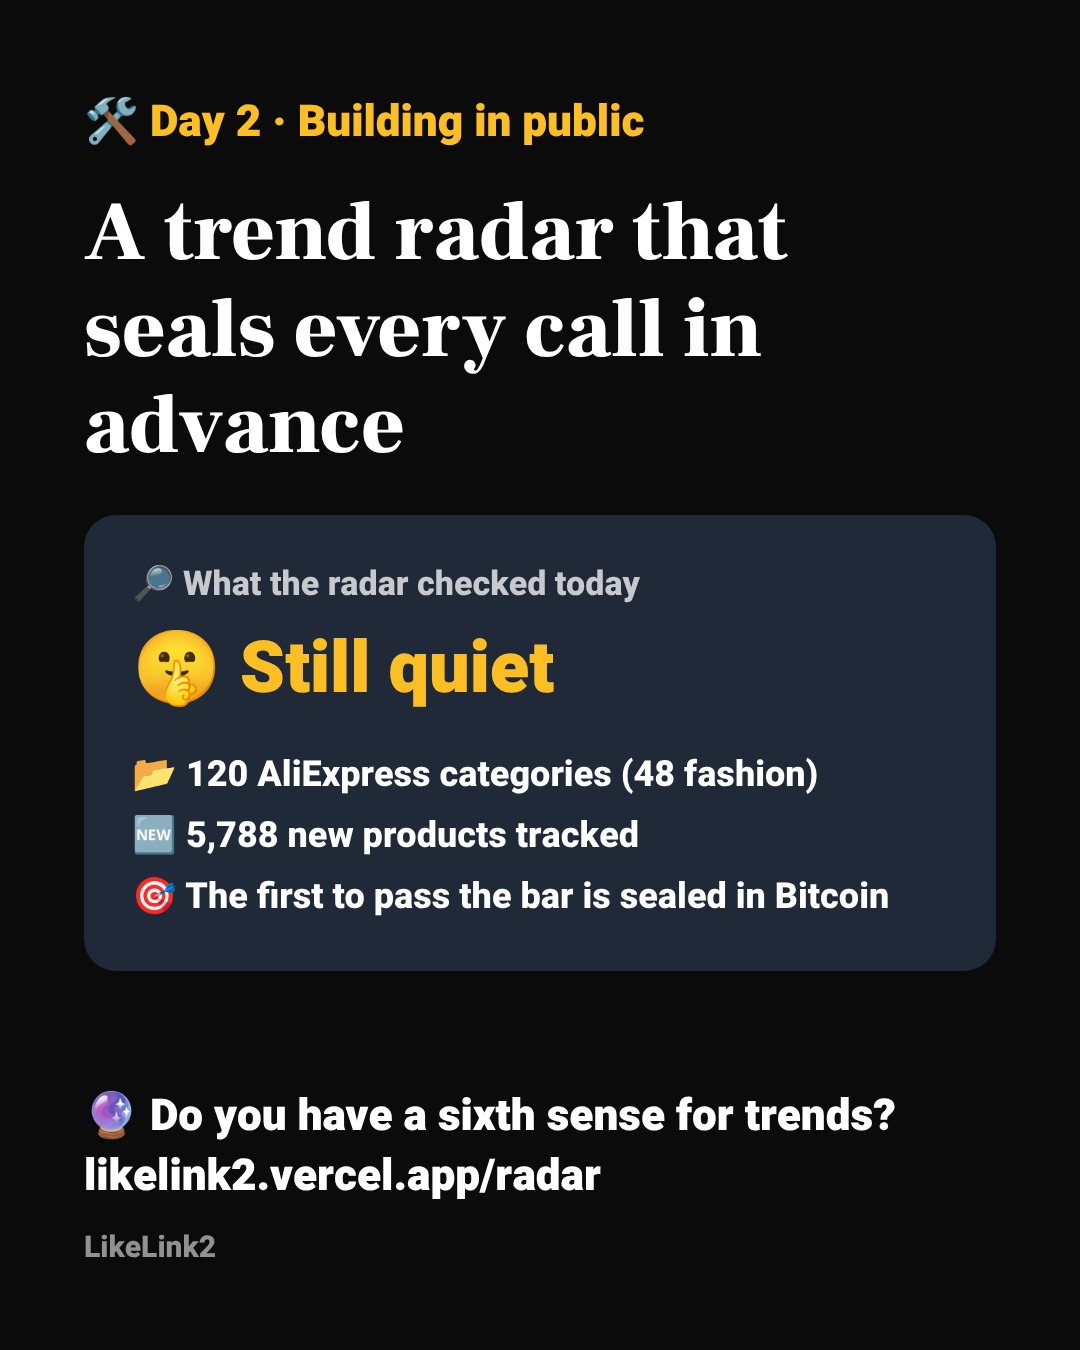 🛠️ Day 2 · Building in public
A trend radar that
seals every call in
advance
🔎 What the radar checked today
🤫 Still quiet
📂 120 AliExpress categories (48 fashion)
🆕 5,788 new products tracked
🎯 The first to pass the bar is sealed in Bitcoin
🔮 Do you have a sixth sense for trends?
likelink2.vercel.app/radar
LikeLink2